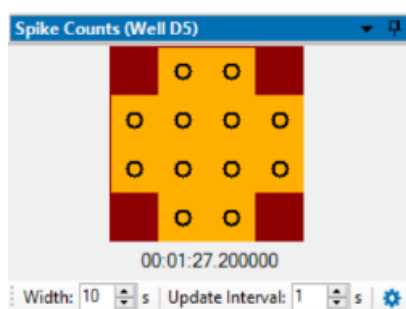 Spike Counts (Well D5)
00:01:27.200000
Width: 10 s Update Interval: 1 s